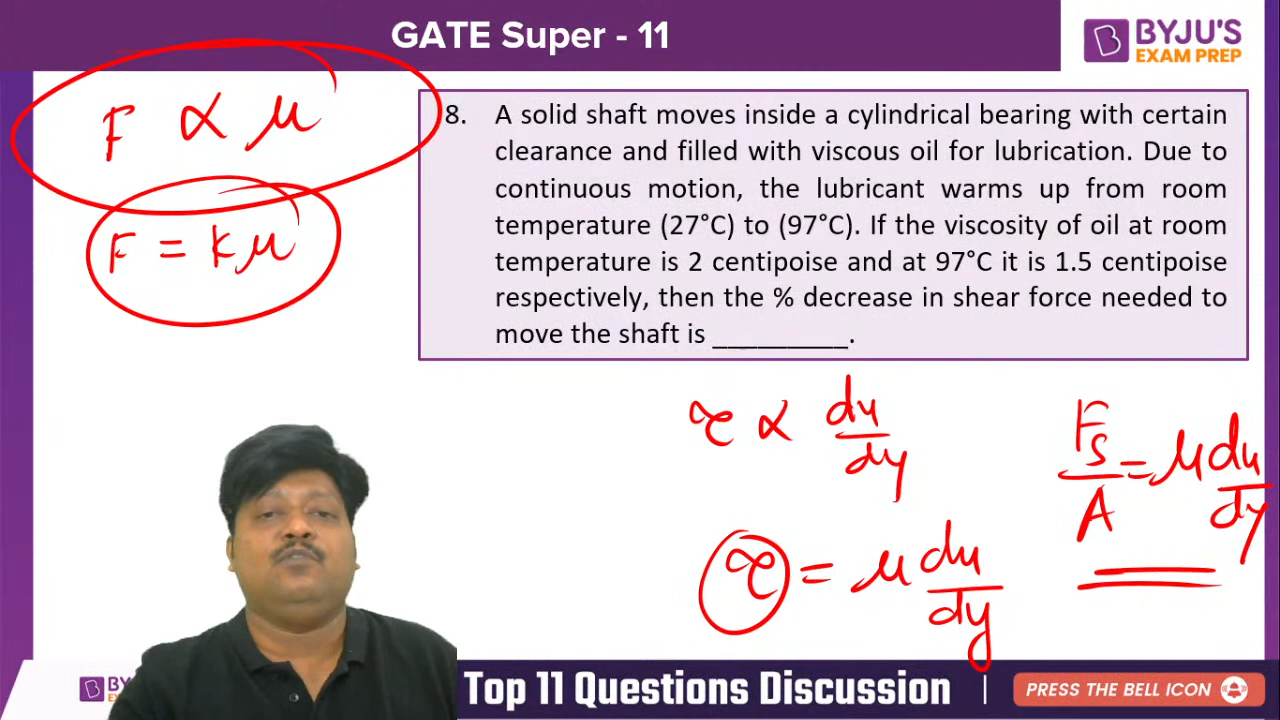 GATE Super - 11
BYJU'S
EXAM PREP
F ∝ μ
F = kμ
8. A solid shaft moves inside a cylindrical bearing with certain
clearance and filled with viscous oil for lubrication. Due to
continuous motion, the lubricant warms up from room
temperature (27°C) to (97°C). If the viscosity of oil at room
temperature is 2 centipoise and at 97°C it is 1.5 centipoise
respectively, then the % decrease in shear force needed to
move the shaft is _________.
τ ∝ du/dy
Fs/A = μ du/dy
τ = μ du/dy
BY
EX
Top 11 Questions Discussion
PRESS THE BELL ICON